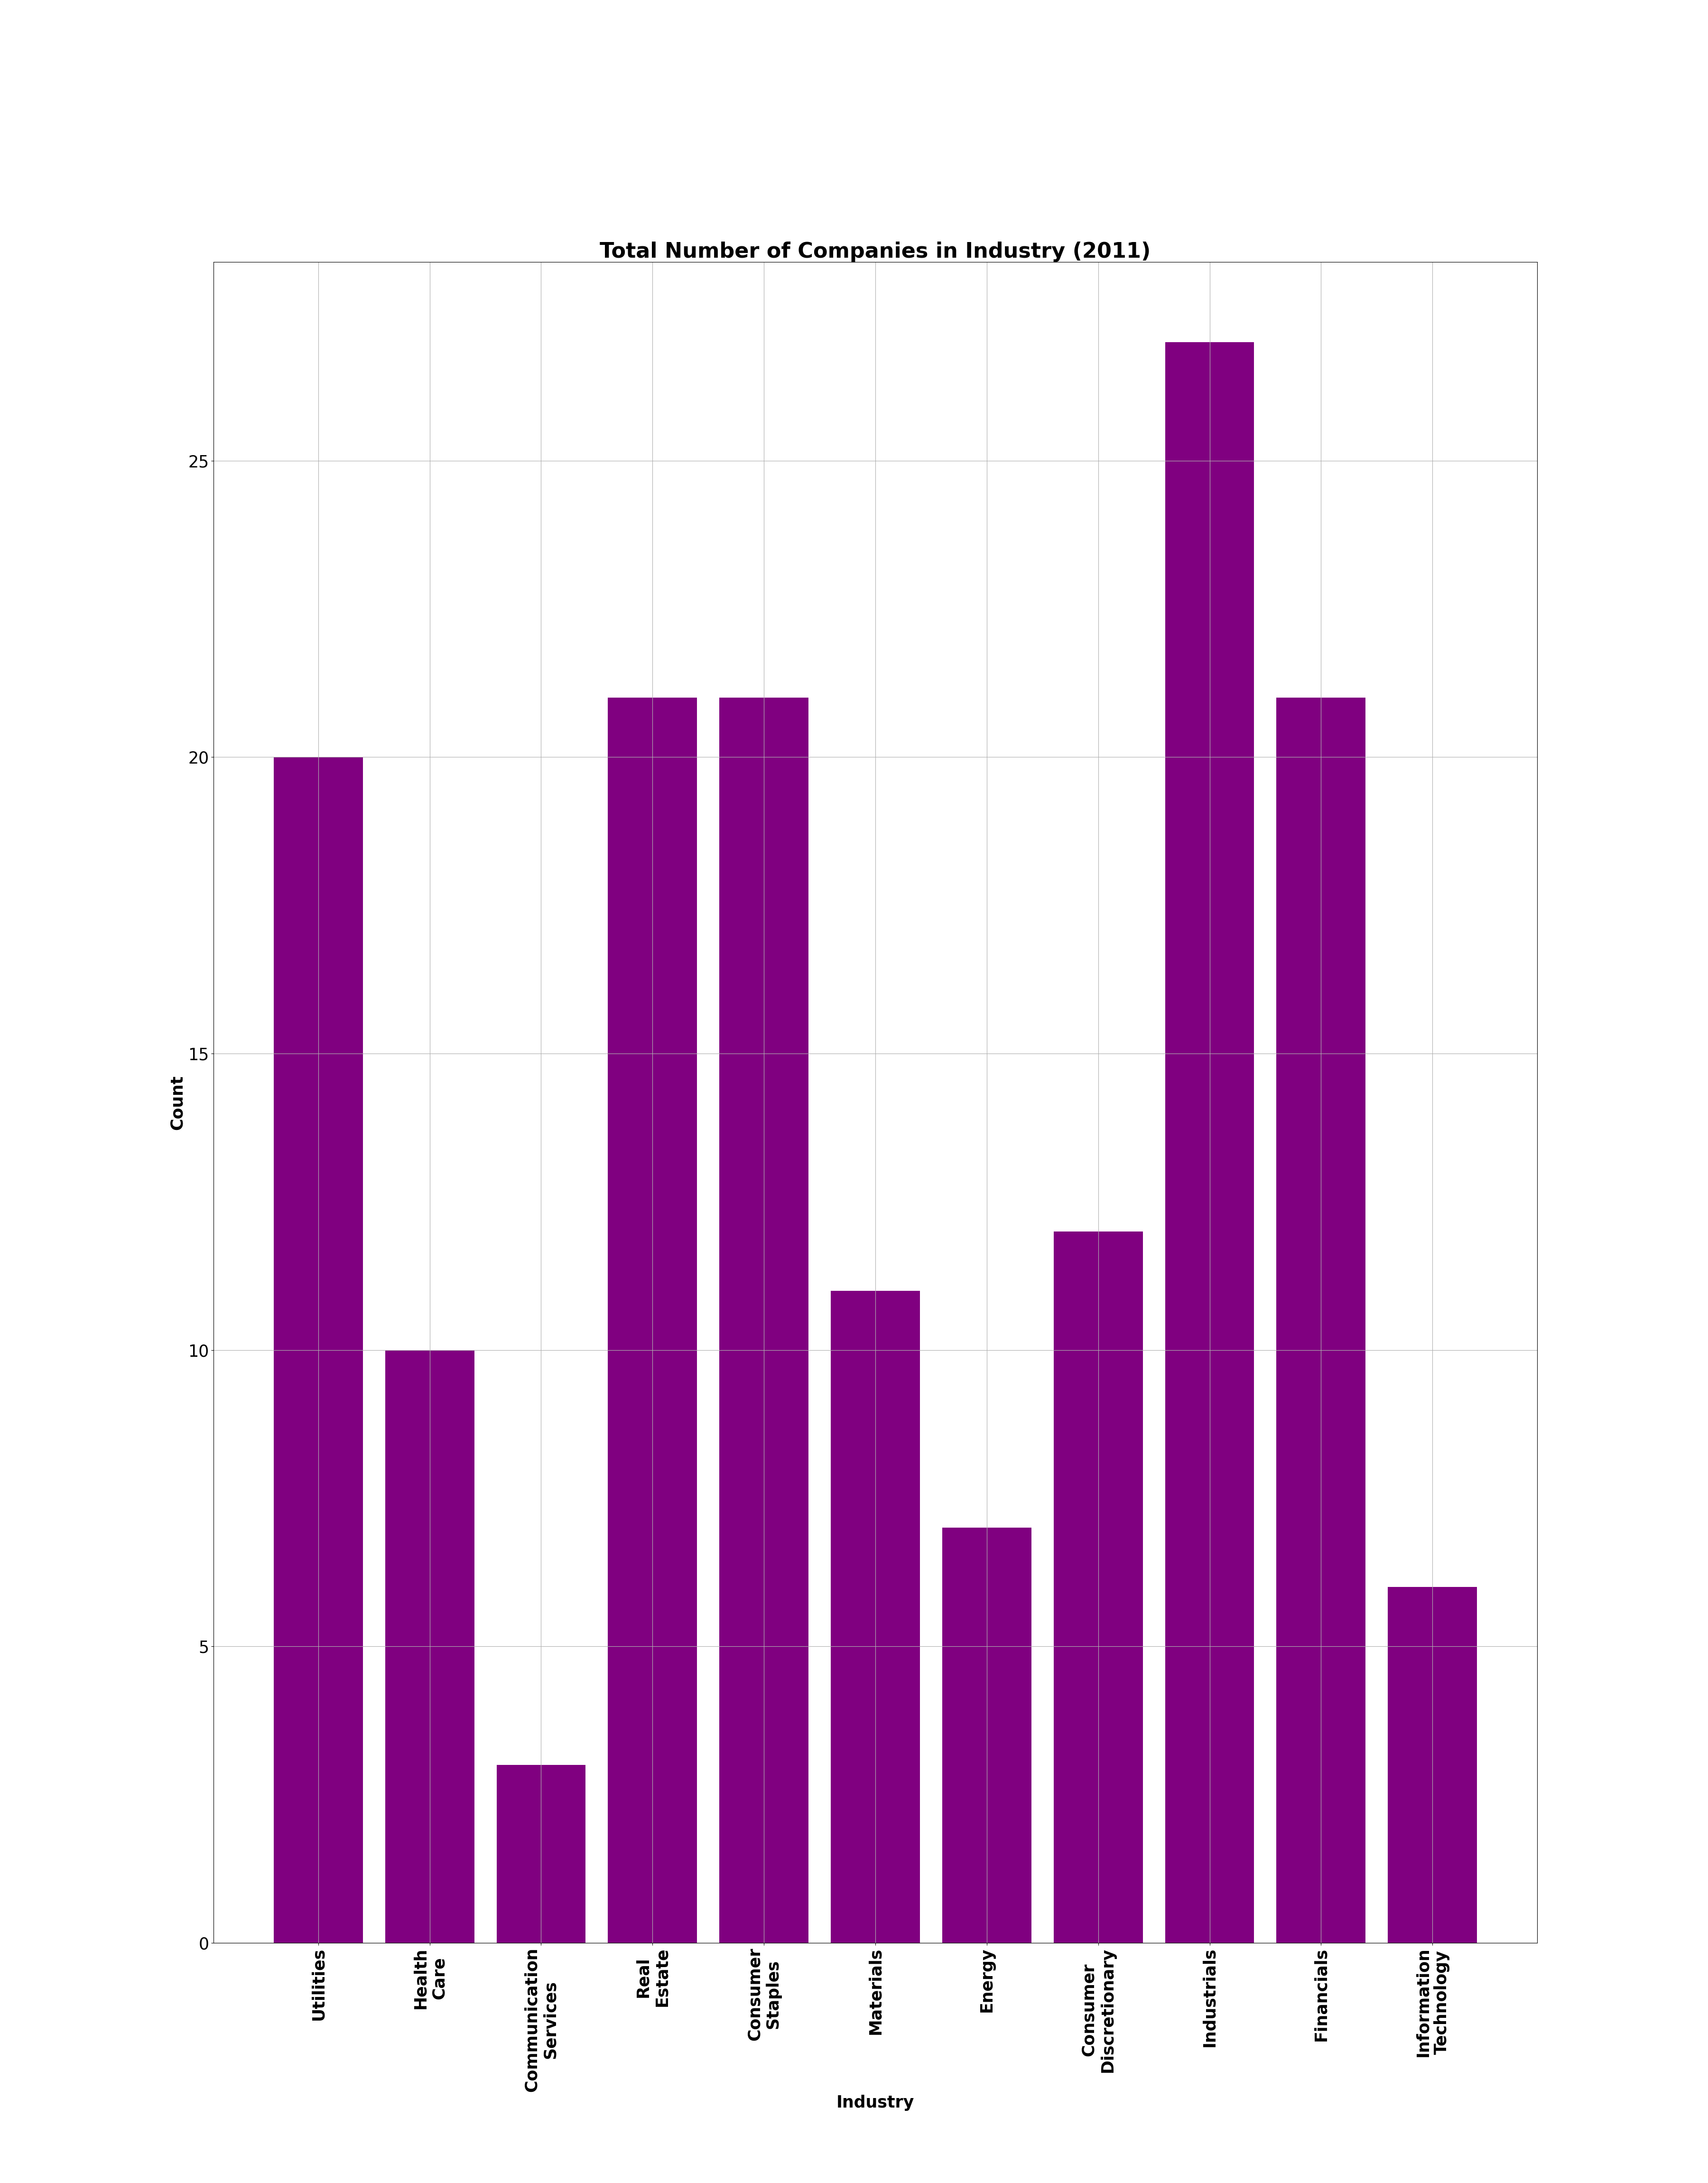 Total Number of Companies in Industry (2011)
25
20
15
10
5
0
Count
Utilities
Health
Care
Communication
Services
Real
Estate
Consumer
Staples
Materials
Energy
Consumer
Discretionary
Industrials
Financials
Information
Technology
Industry